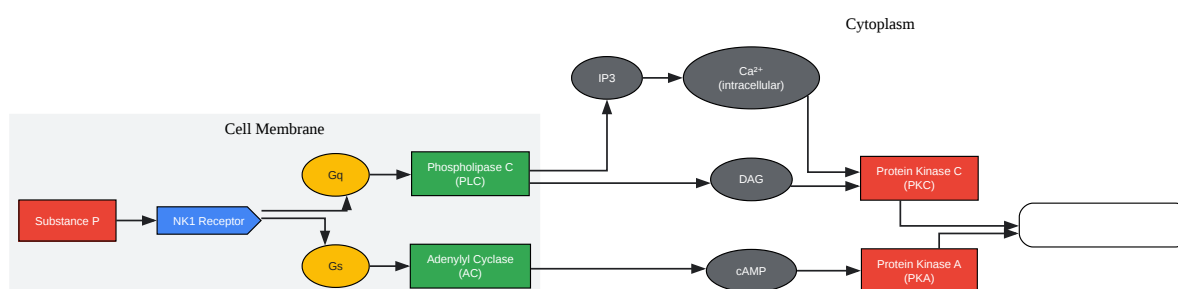 Cytoplasm
IP3
Ca²⁺
(intracellular)
Cell Membrane
Phospholipase C
(PLC)
Gq
DAG
Protein Kinase C
(PKC)
Substance P
NK1 Receptor
Gs
Adenylyl Cyclase
(AC)
cAMP
Protein Kinase A
(PKA)